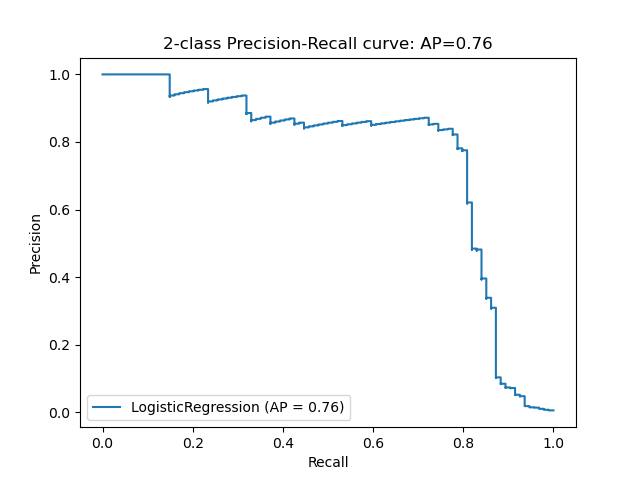 2-class Precision-Recall curve: AP=0.76
1.0
0.8
0.6
0.4
0.2
0.0
Precision
LogisticRegression (AP = 0.76)
0.0 0.2 0.4 0.6 0.8 1.0
Recall